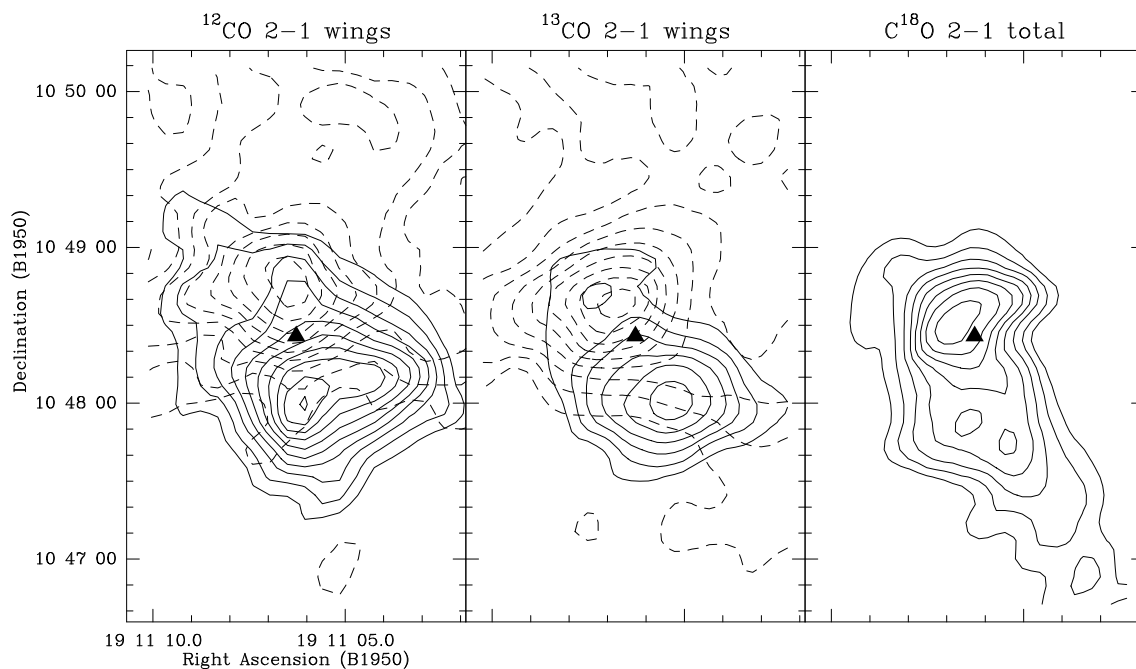 ¹²CO 2−1 wings
¹³CO 2−1 wings
C¹⁸O 2−1 total
10 50 00
10 49 00
10 48 00
10 47 00
Declination (B1950)
19 11 10.0
19 11 05.0
Right Ascension (B1950)